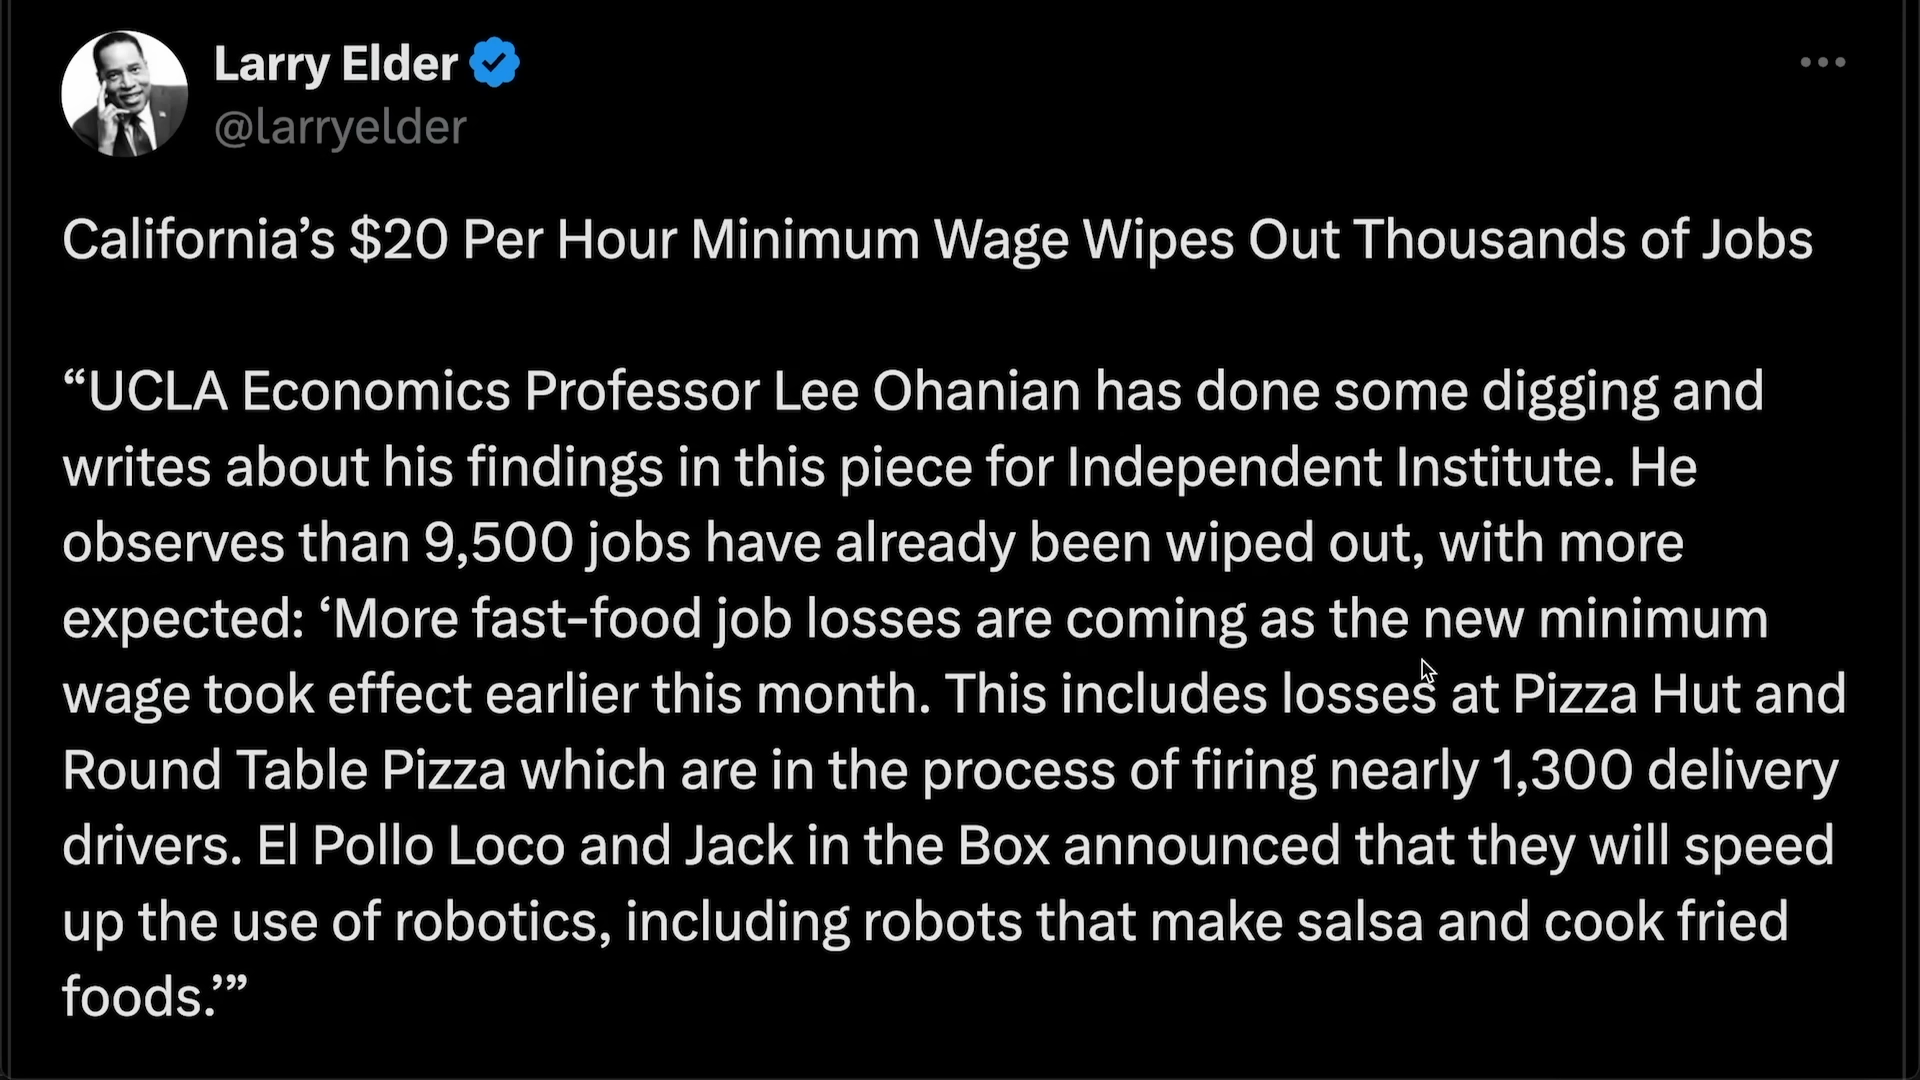 Larry Elder
@larryelder
California’s $20 Per Hour Minimum Wage Wipes Out Thousands of Jobs
“UCLA Economics Professor Lee Ohanian has done some digging and
writes about his findings in this piece for Independent Institute. He
observes than 9,500 jobs have already been wiped out, with more
expected: ‘More fast-food job losses are coming as the new minimum
wage took effect earlier this month. This includes losses at Pizza Hut and
Round Table Pizza which are in the process of firing nearly 1,300 delivery
drivers. El Pollo Loco and Jack in the Box announced that they will speed
up the use of robotics, including robots that make salsa and cook fried
foods.’”